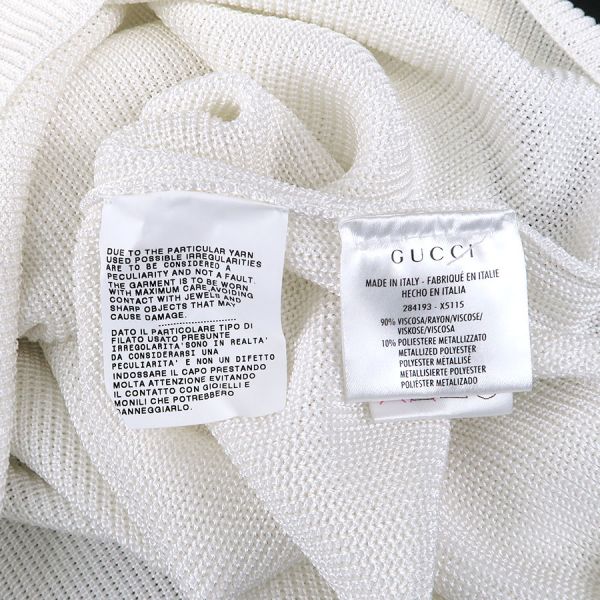 DUE TO THE PARTICULAR YARN
USED POSSIBLE IRREGULARITIES
ARE TO BE CONSIDERED A
PECULIARITY AND NOT A FAULT.
THE GARMENT IS TO BE WORN
WITH MAXIMUM CARE,AVOIDING
CONTACT WITH JEWELS AND
SHARP OBJECTS THAT MAY
CAUSE DAMAGE.
DATO IL PARTICOLARE TIPO DI
FILATO USATO PRESUNTE
IRREGOLARITA' SONO IN REALTA'
DA CONSIDERARSI UNA
PECULIARITA' E NON UN DIFETTO
INDOSSARE IL CAPO PRESTANDO
MOLTA ATTENZIONE EVITANDO
IL CONTATTO CON GIOIELLI E
MONILI CHE POTREBBERO
DANNEGGIARLO.
GUCCI
MADE IN ITALY - FABRIQUÉ EN ITALIE
HECHO EN ITALIA
284193 - X5115
90% VISCOSA/RAYON/VISCOSE/
VISKOSE/VISCOSA
10% POLIESTERE METALLIZZATO
METALLIZED POLYESTER
POLYESTER METALLISÉ
METALLISIERTE POLYESTER
POLIESTER METALIZADO